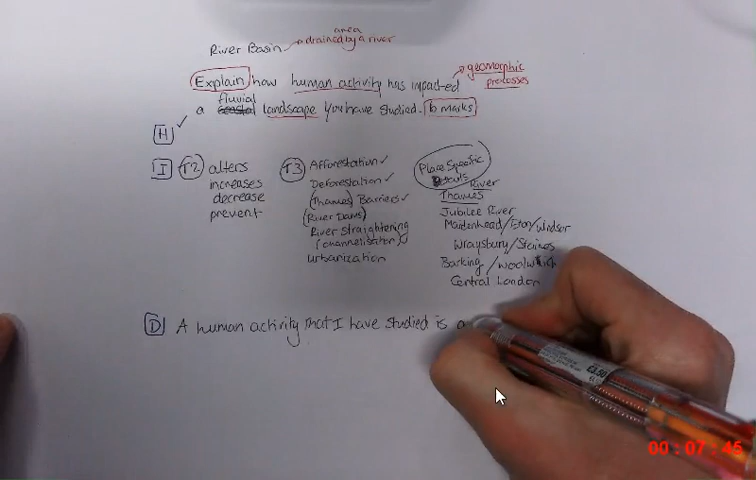 area
River Basin a drained by a river
Explain how human activity has impacted geomorphic processes
fluvial
a coastal landscape you have studied. 6 marks
H
I T2 alters
increases
decrease
prevent
T3 Afforestation
Deforestation
(Thames) Barriers
(River Dams)
River Straightening
(channelisation)
Urbanization
Place Specific
River
Thames
Jubilee River
Maidenhead/Eton/Windsor
Wraysbury/Staines
Barking/Woolwich
Central London
D A human activity that I have studied is a
£3.50
00:07:45